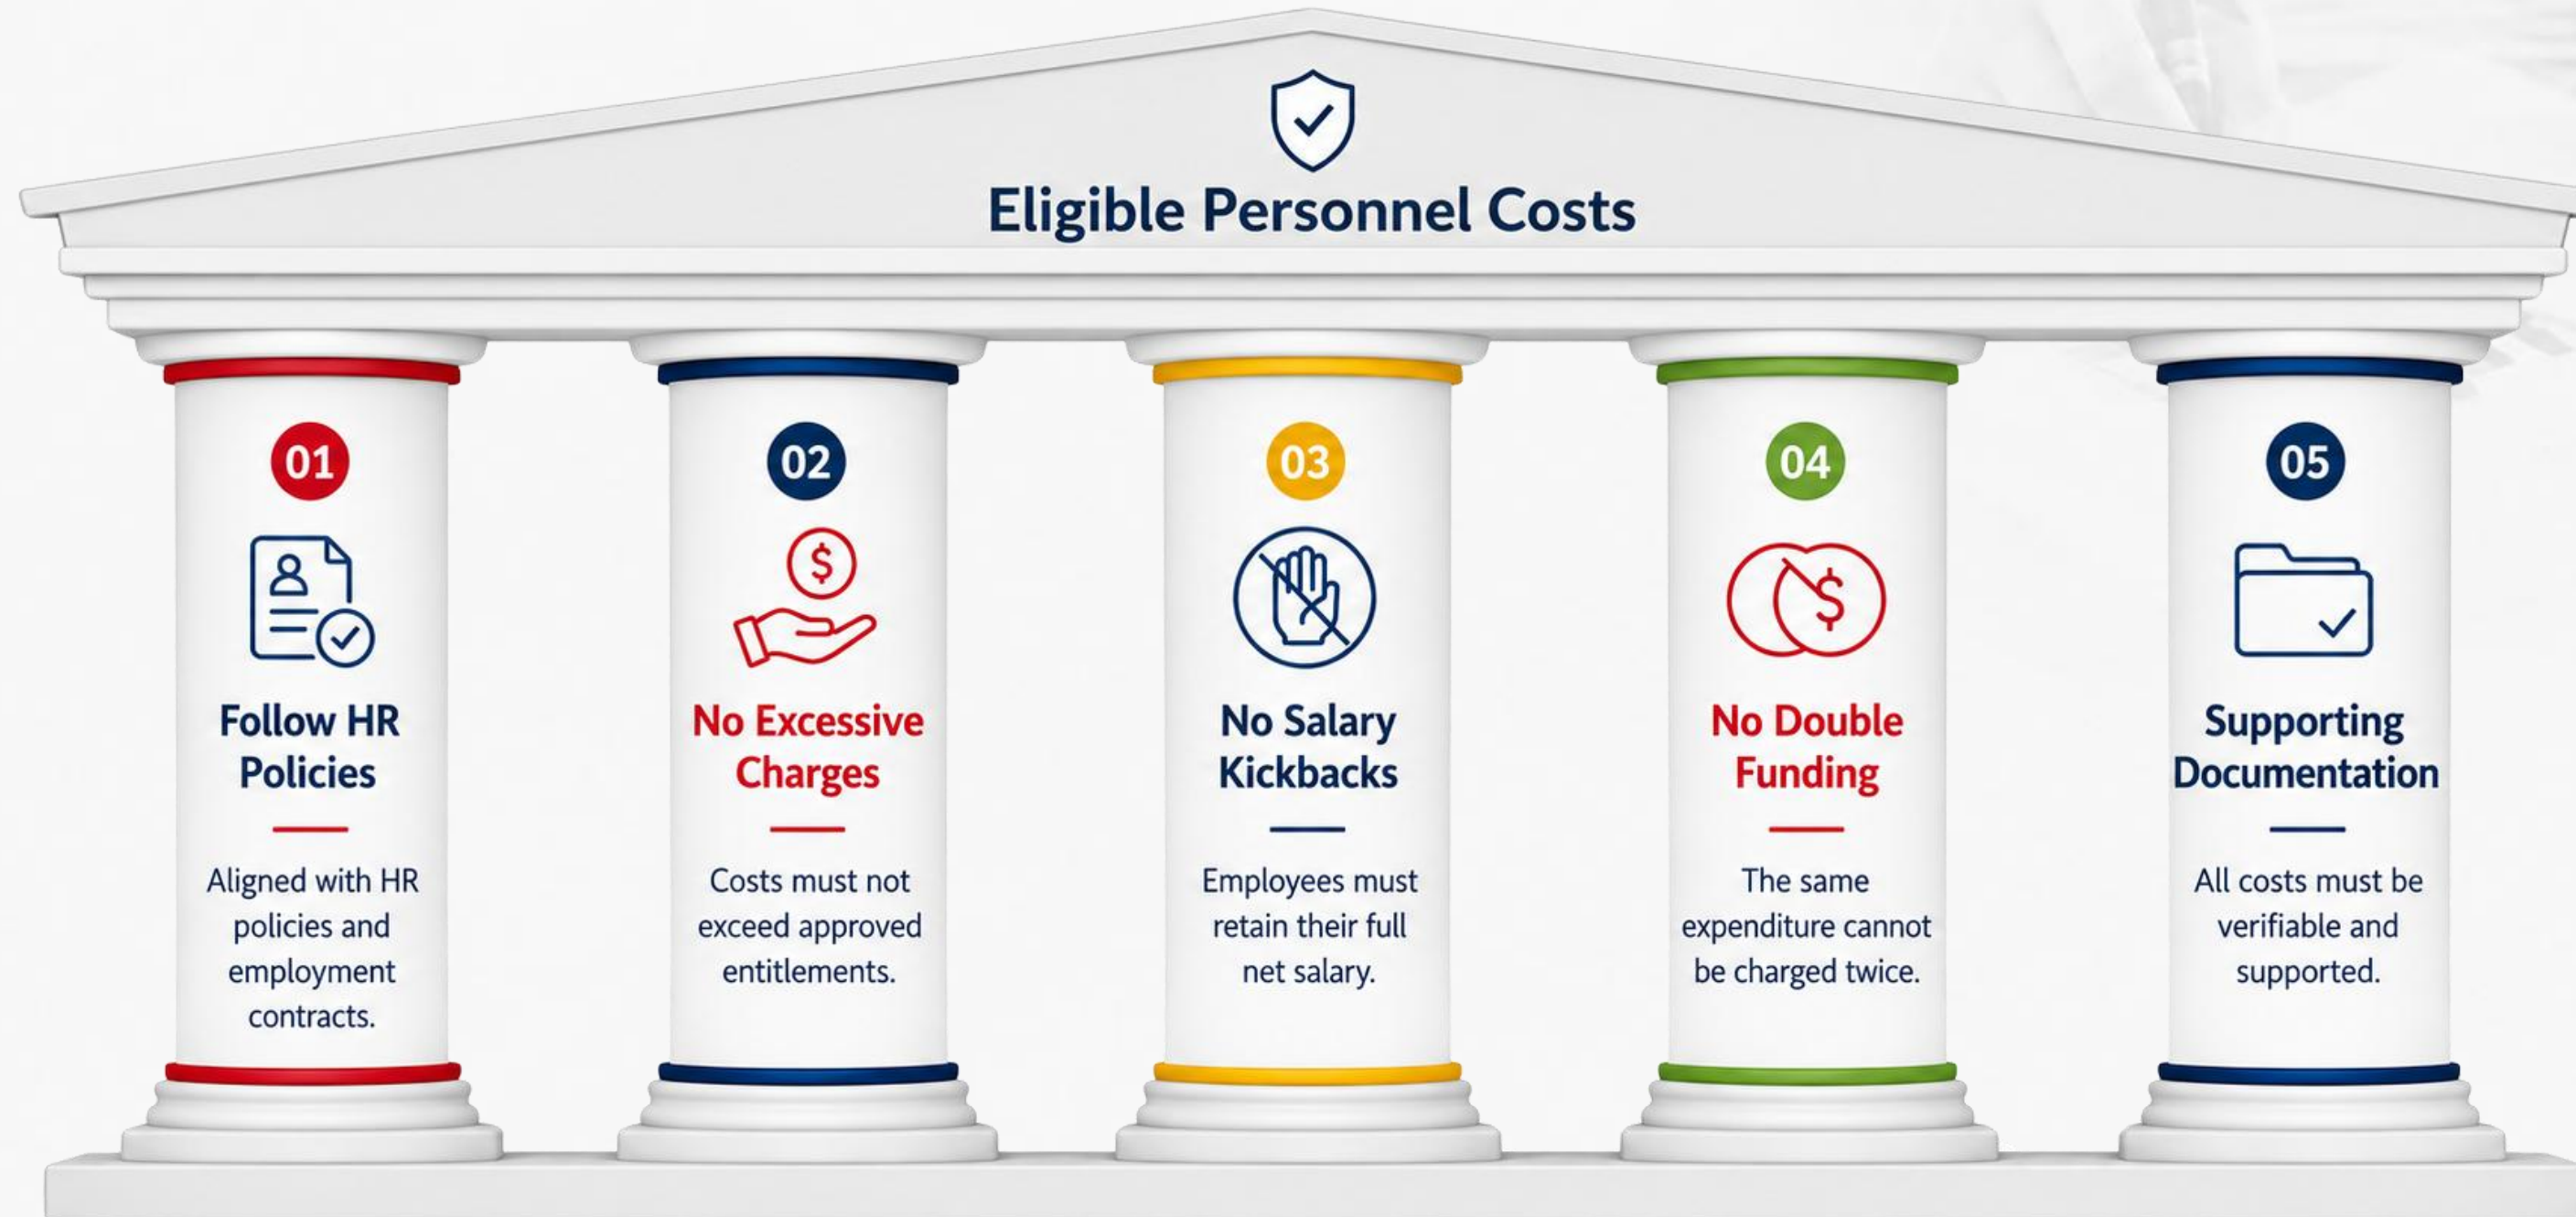 Eligible Personnel Costs
01
Follow HR
Policies
Aligned with HR
policies and
employment
contracts.
02
$
No Excessive
Charges
Costs must not
exceed approved
entitlements.
03
No Salary
Kickbacks
Employees must
retain their full
net salary.
04
$
No Double
Funding
The same
expenditure cannot
be charged twice.
05
Supporting
Documentation
All costs must be
verifiable and
supported.